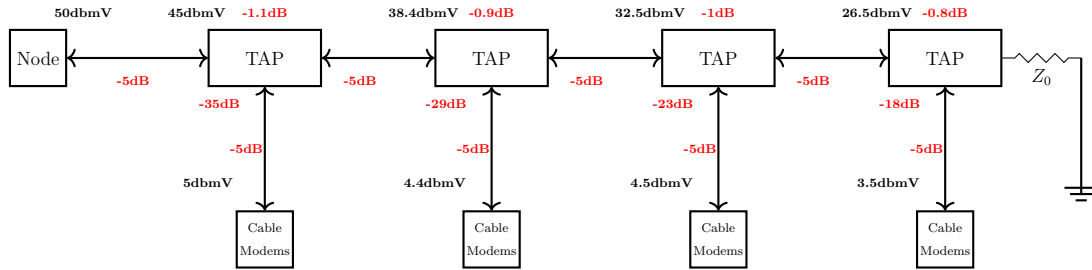 50dbmV 45dbmV -1.1dB 38.4dbmV -0.9dB 32.5dbmV -1dB 26.5dbmV -0.8dB
Node TAP TAP TAP TAP
-5dB -5dB -5dB -5dB Z0
-35dB -29dB -23dB -18dB
-5dB -5dB -5dB -5dB
5dbmV 4.4dbmV 4.5dbmV 3.5dbmV
Cable Cable Cable Cable
Modems Modems Modems Modems